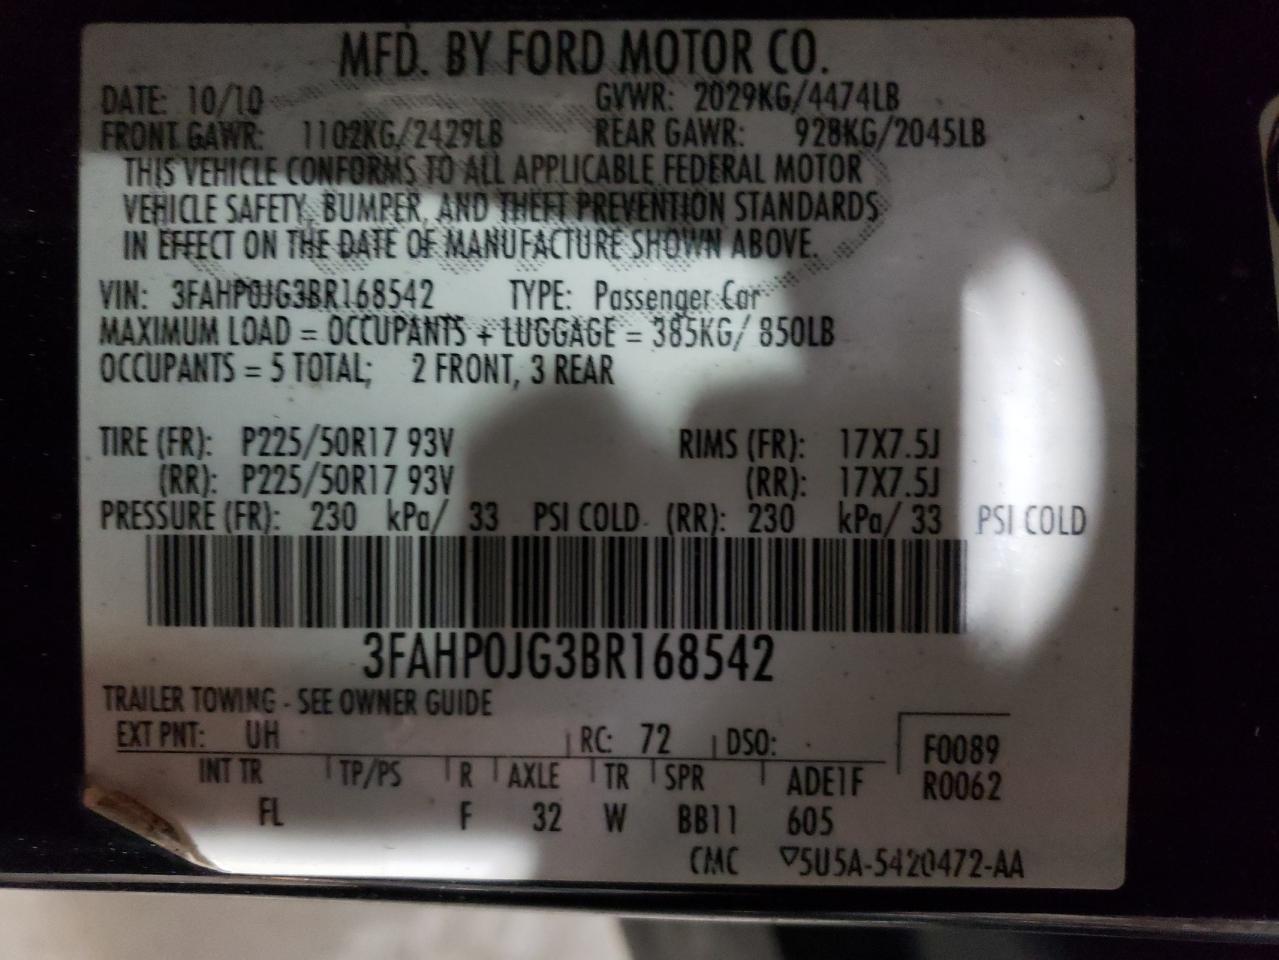 MFD. BY FORD MOTOR CO.
DATE: 10/10 GVWR: 2029KG/4474LB
FRONT GAWR: 1102KG/2429LB REAR GAWR: 928KG/2045LB
THIS VEHICLE CONFORMS TO ALL APPLICABLE FEDERAL MOTOR
VEHICLE SAFETY, BUMPER, AND THEFT PREVENTION STANDARDS
IN EFFECT ON THE DATE OF MANUFACTURE SHOWN ABOVE.
VIN: 3FAHP0JG3BR168542 TYPE: Passenger Car
MAXIMUM LOAD = OCCUPANTS + LUGGAGE = 385KG/ 850LB
OCCUPANTS = 5 TOTAL; 2 FRONT, 3 REAR
TIRE (FR): P225/50R17 93V RIMS (FR): 17X7.5J
(RR): P225/50R17 93V (RR): 17X7.5J
PRESSURE (FR): 230 kPa/ 33 PSI COLD (RR): 230 kPa/ 33 PSI COLD
3FAHP0JG3BR168542
TRAILER TOWING - SEE OWNER GUIDE
EXT PNT: UH RC: 72 DSO: F0089
INT TR TP/PS R AXLE TR SPR ADE1F R0062
FL F 32 W BB11 605
CMC ▽5U5A-5420472-AA